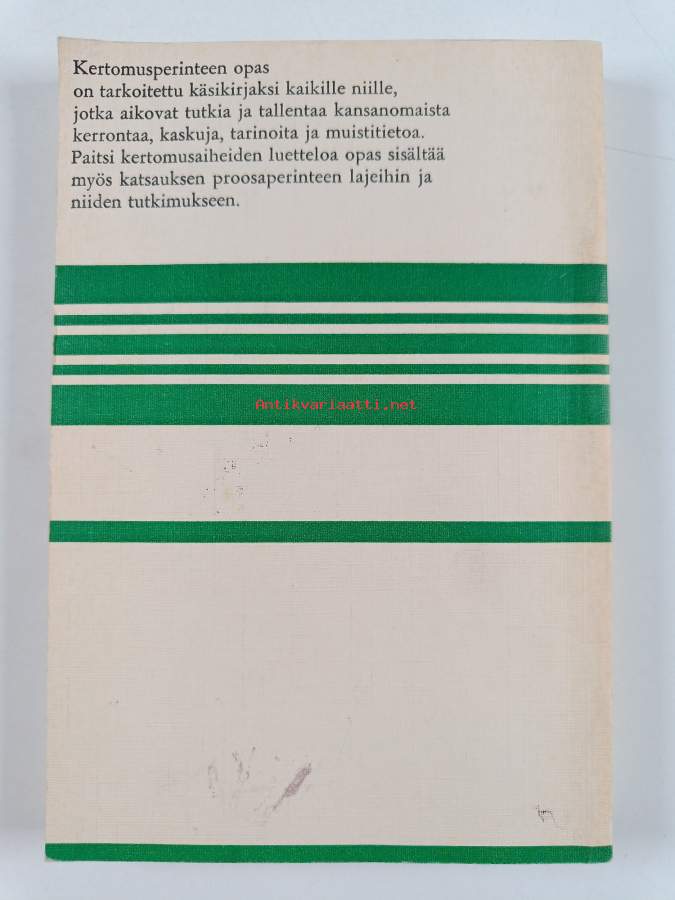 Kertomusperinteen opas
on tarkoitettu käsikirjaksi kaikille niille,
jotka aikovat tutkia ja tallentaa kansanomaista
kerrontaa, kaskuja, tarinoita ja muistitietoa.
Paitsi kertomusaiheiden luetteloa opas sisältää
myös katsauksen proosaperinteen lajeihin ja
niiden tutkimukseen.
Antikvariaatti.net